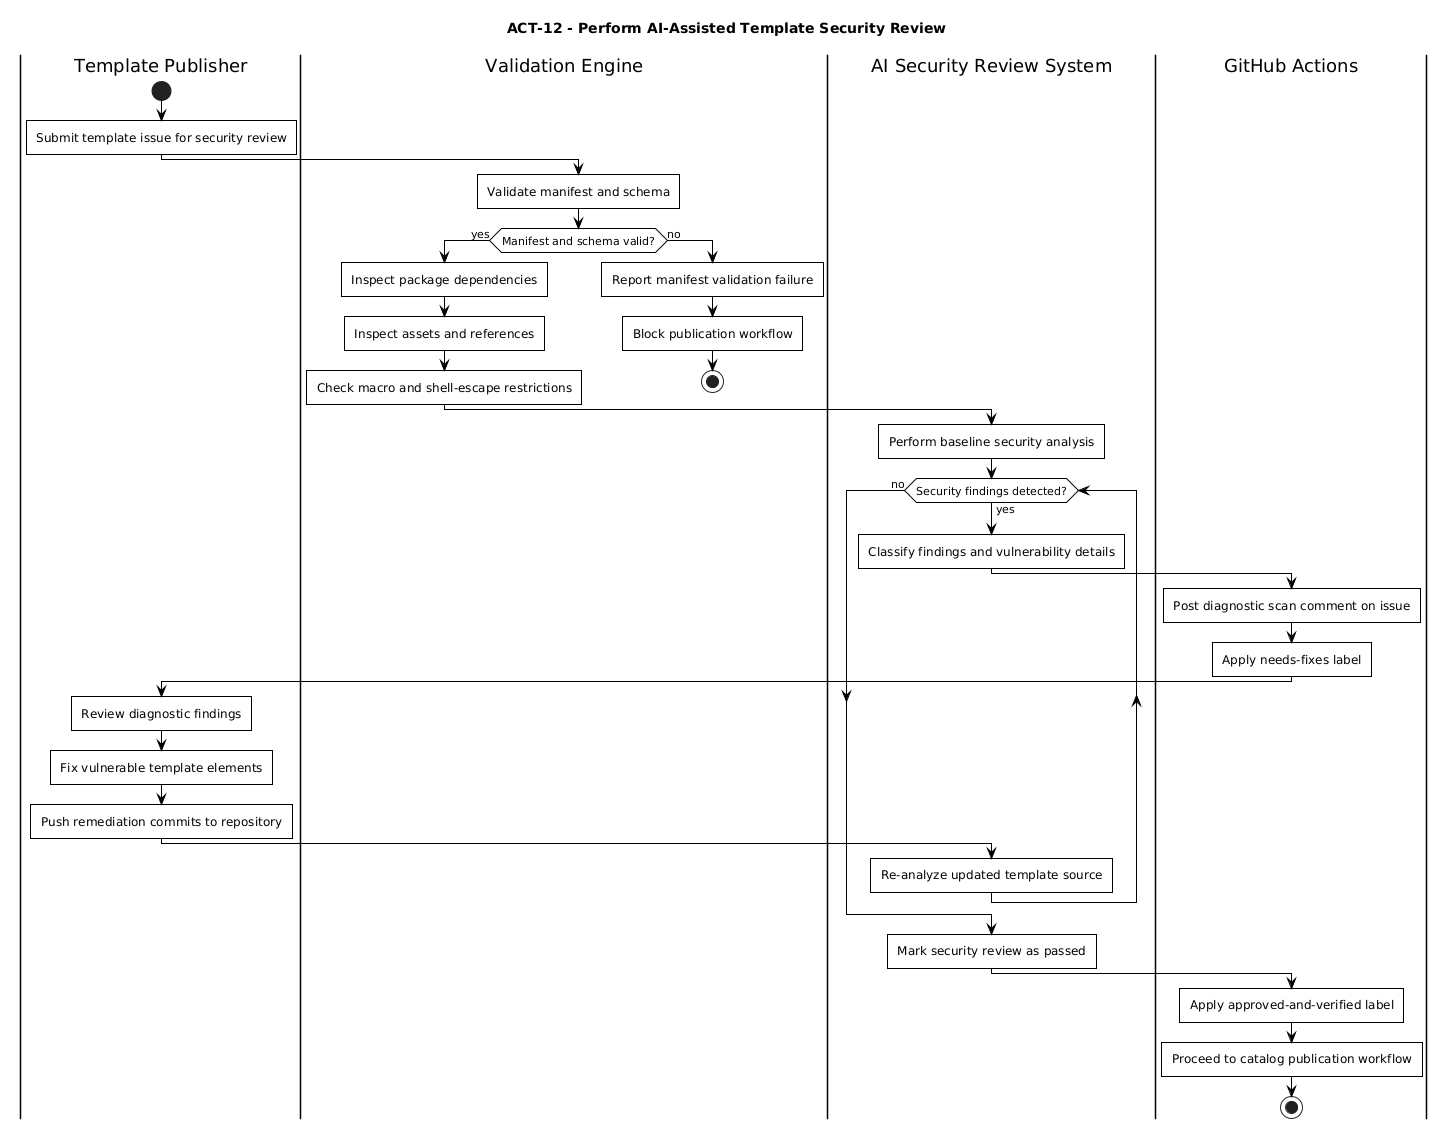 ACT-12 - Perform AI-Assisted Template Security Review
Template Publisher
Validation Engine
AI Security Review System
GitHub Actions
Submit template issue for security review
Validate manifest and schema
yes
Manifest and schema valid?
no
Inspect package dependencies
Report manifest validation failure
Inspect assets and references
Block publication workflow
Check macro and shell-escape restrictions
Perform baseline security analysis
no
Security findings detected?
yes
Classify findings and vulnerability details
Post diagnostic scan comment on issue
Apply needs-fixes label
Review diagnostic findings
Fix vulnerable template elements
Push remediation commits to repository
Re-analyze updated template source
Mark security review as passed
Apply approved-and-verified label
Proceed to catalog publication workflow